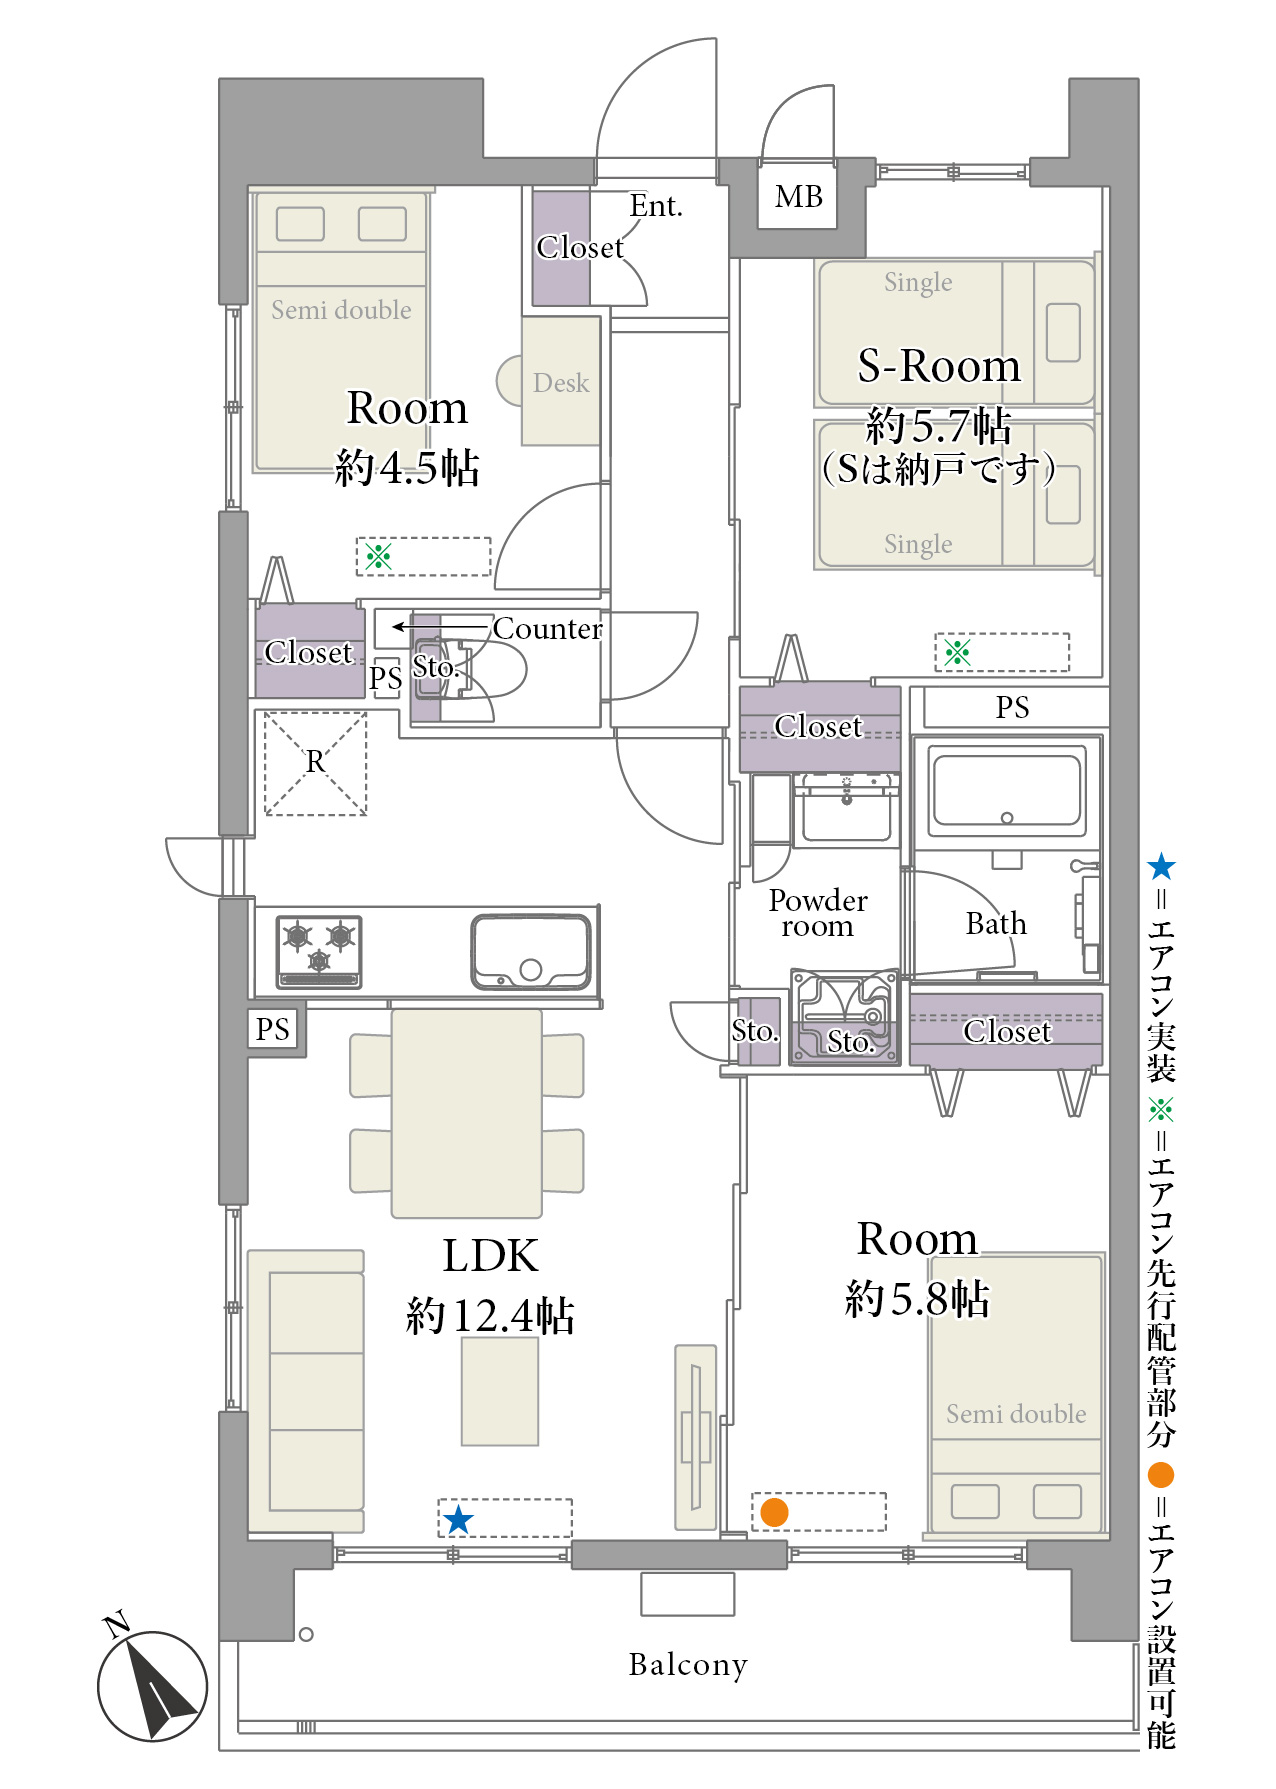 Ent.
MB
Closet
Semi double
Room
約4.5帖
Desk
Single
S-Room
約5.7帖
(Sは納戸です)
Single
※
※
Closet
Counter
PS
Sto.
PS
Closet
R
Powder
room
Bath
PS
Sto.
Sto.
Closet
LDK
約12.4帖
Room
約5.8帖
Semi double
★
●
Balcony
N
★=エアコン実装 ※=エアコン先行配管部分 ●=エアコン設置可能